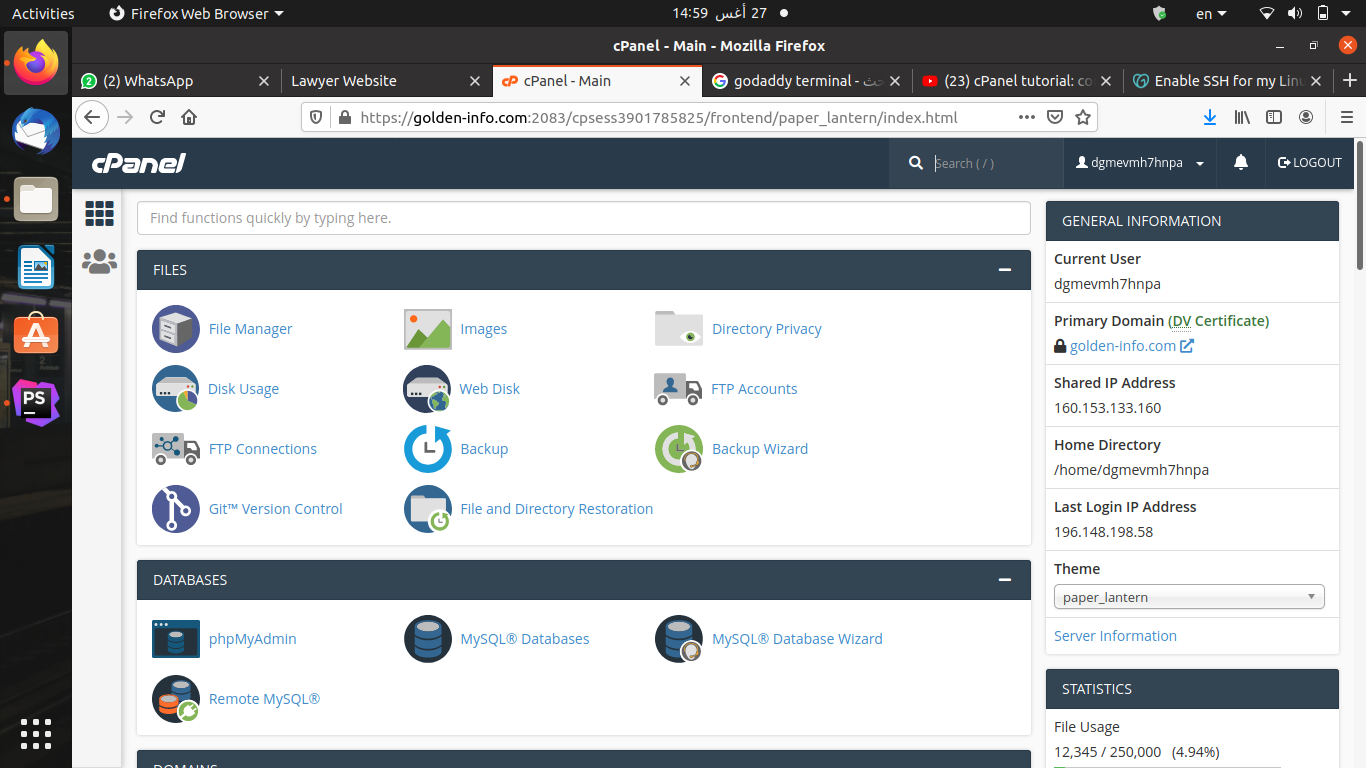 Activities
Firefox Web Browser
14:59 أغس 27
en
cPanel - Main - Mozilla Firefox
(2) WhatsApp
Lawyer Website
cPanel - Main
godaddy terminal -
(23) cPanel tutorial: co
Enable SSH for my Linu
https://golden-info.com:2083/cpsess3901785825/frontend/paper_lantern/index.html
cPanel
Search ( / )
dgmevmh7hnpa
LOGOUT
Find functions quickly by typing here.
FILES
File Manager
Images
Directory Privacy
Disk Usage
Web Disk
FTP Accounts
FTP Connections
Backup
Backup Wizard
Git™ Version Control
File and Directory Restoration
DATABASES
phpMyAdmin
MySQL® Databases
MySQL® Database Wizard
Remote MySQL®
DOMAINS
GENERAL INFORMATION
Current User
dgmevmh7hnpa
Primary Domain (DV Certificate)
golden-info.com
Shared IP Address
160.153.133.160
Home Directory
/home/dgmevmh7hnpa
Last Login IP Address
196.148.198.58
Theme
paper_lantern
Server Information
STATISTICS
File Usage
12,345 / 250,000 (4.94%)
PS